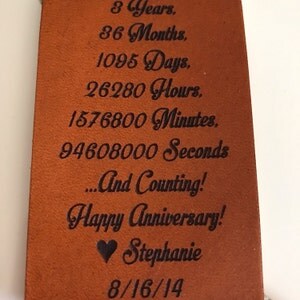 3 Years,
36 Months,
1095 Days,
26280 Hours,
1576800 Minutes,
94608000 Seconds
...And Counting!
Happy Anniversary!
♥ Stephanie
8/16/14